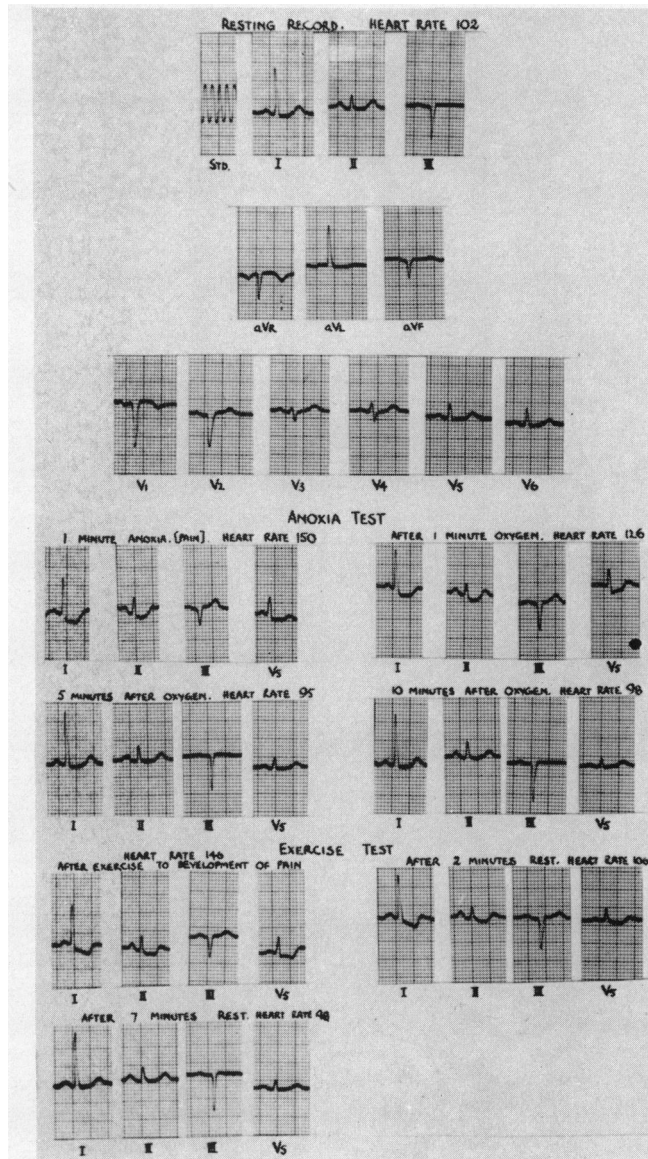 RESTING RECORD. HEART RATE 102
STD. I II III
aVR aVL aVF
V1 V2 V3 V4 V5 V6
ANOXIA TEST
1 MINUTE ANOXIA. [PAIN]. HEART RATE 150
I II III V5
AFTER 1 MINUTE OXYGEN. HEART RATE 126
I II III V5
5 MINUTES AFTER OXYGEN. HEART RATE 95
I II III V5
10 MINUTES AFTER OXYGEN. HEART RATE 98
I II III V5
EXERCISE TEST
HEART RATE 146
AFTER EXERCISE TO DEVELOPMENT OF PAIN
I II III V5
AFTER 2 MINUTES REST. HEART RATE
I II III V5
AFTER 7 MINUTES REST. HEART RATE 98
I II III V5